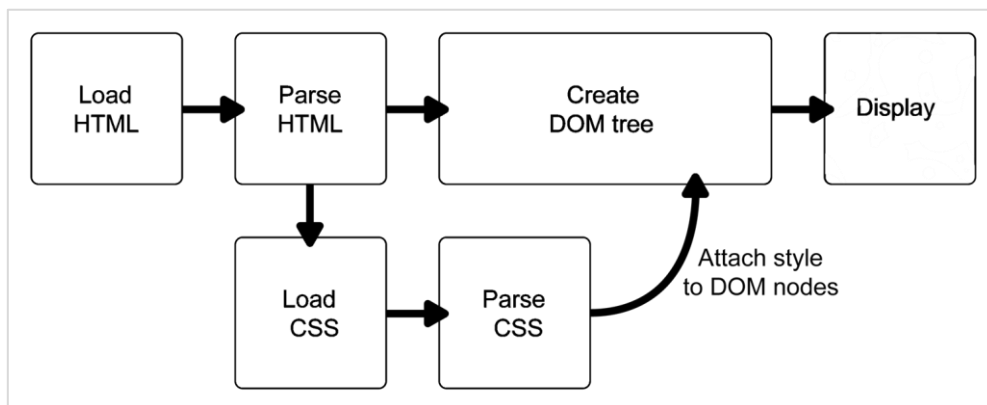 Load
HTML
Parse
HTML
Create
DOM tree
Display
Load
CSS
Parse
CSS
Attach style
to DOM nodes